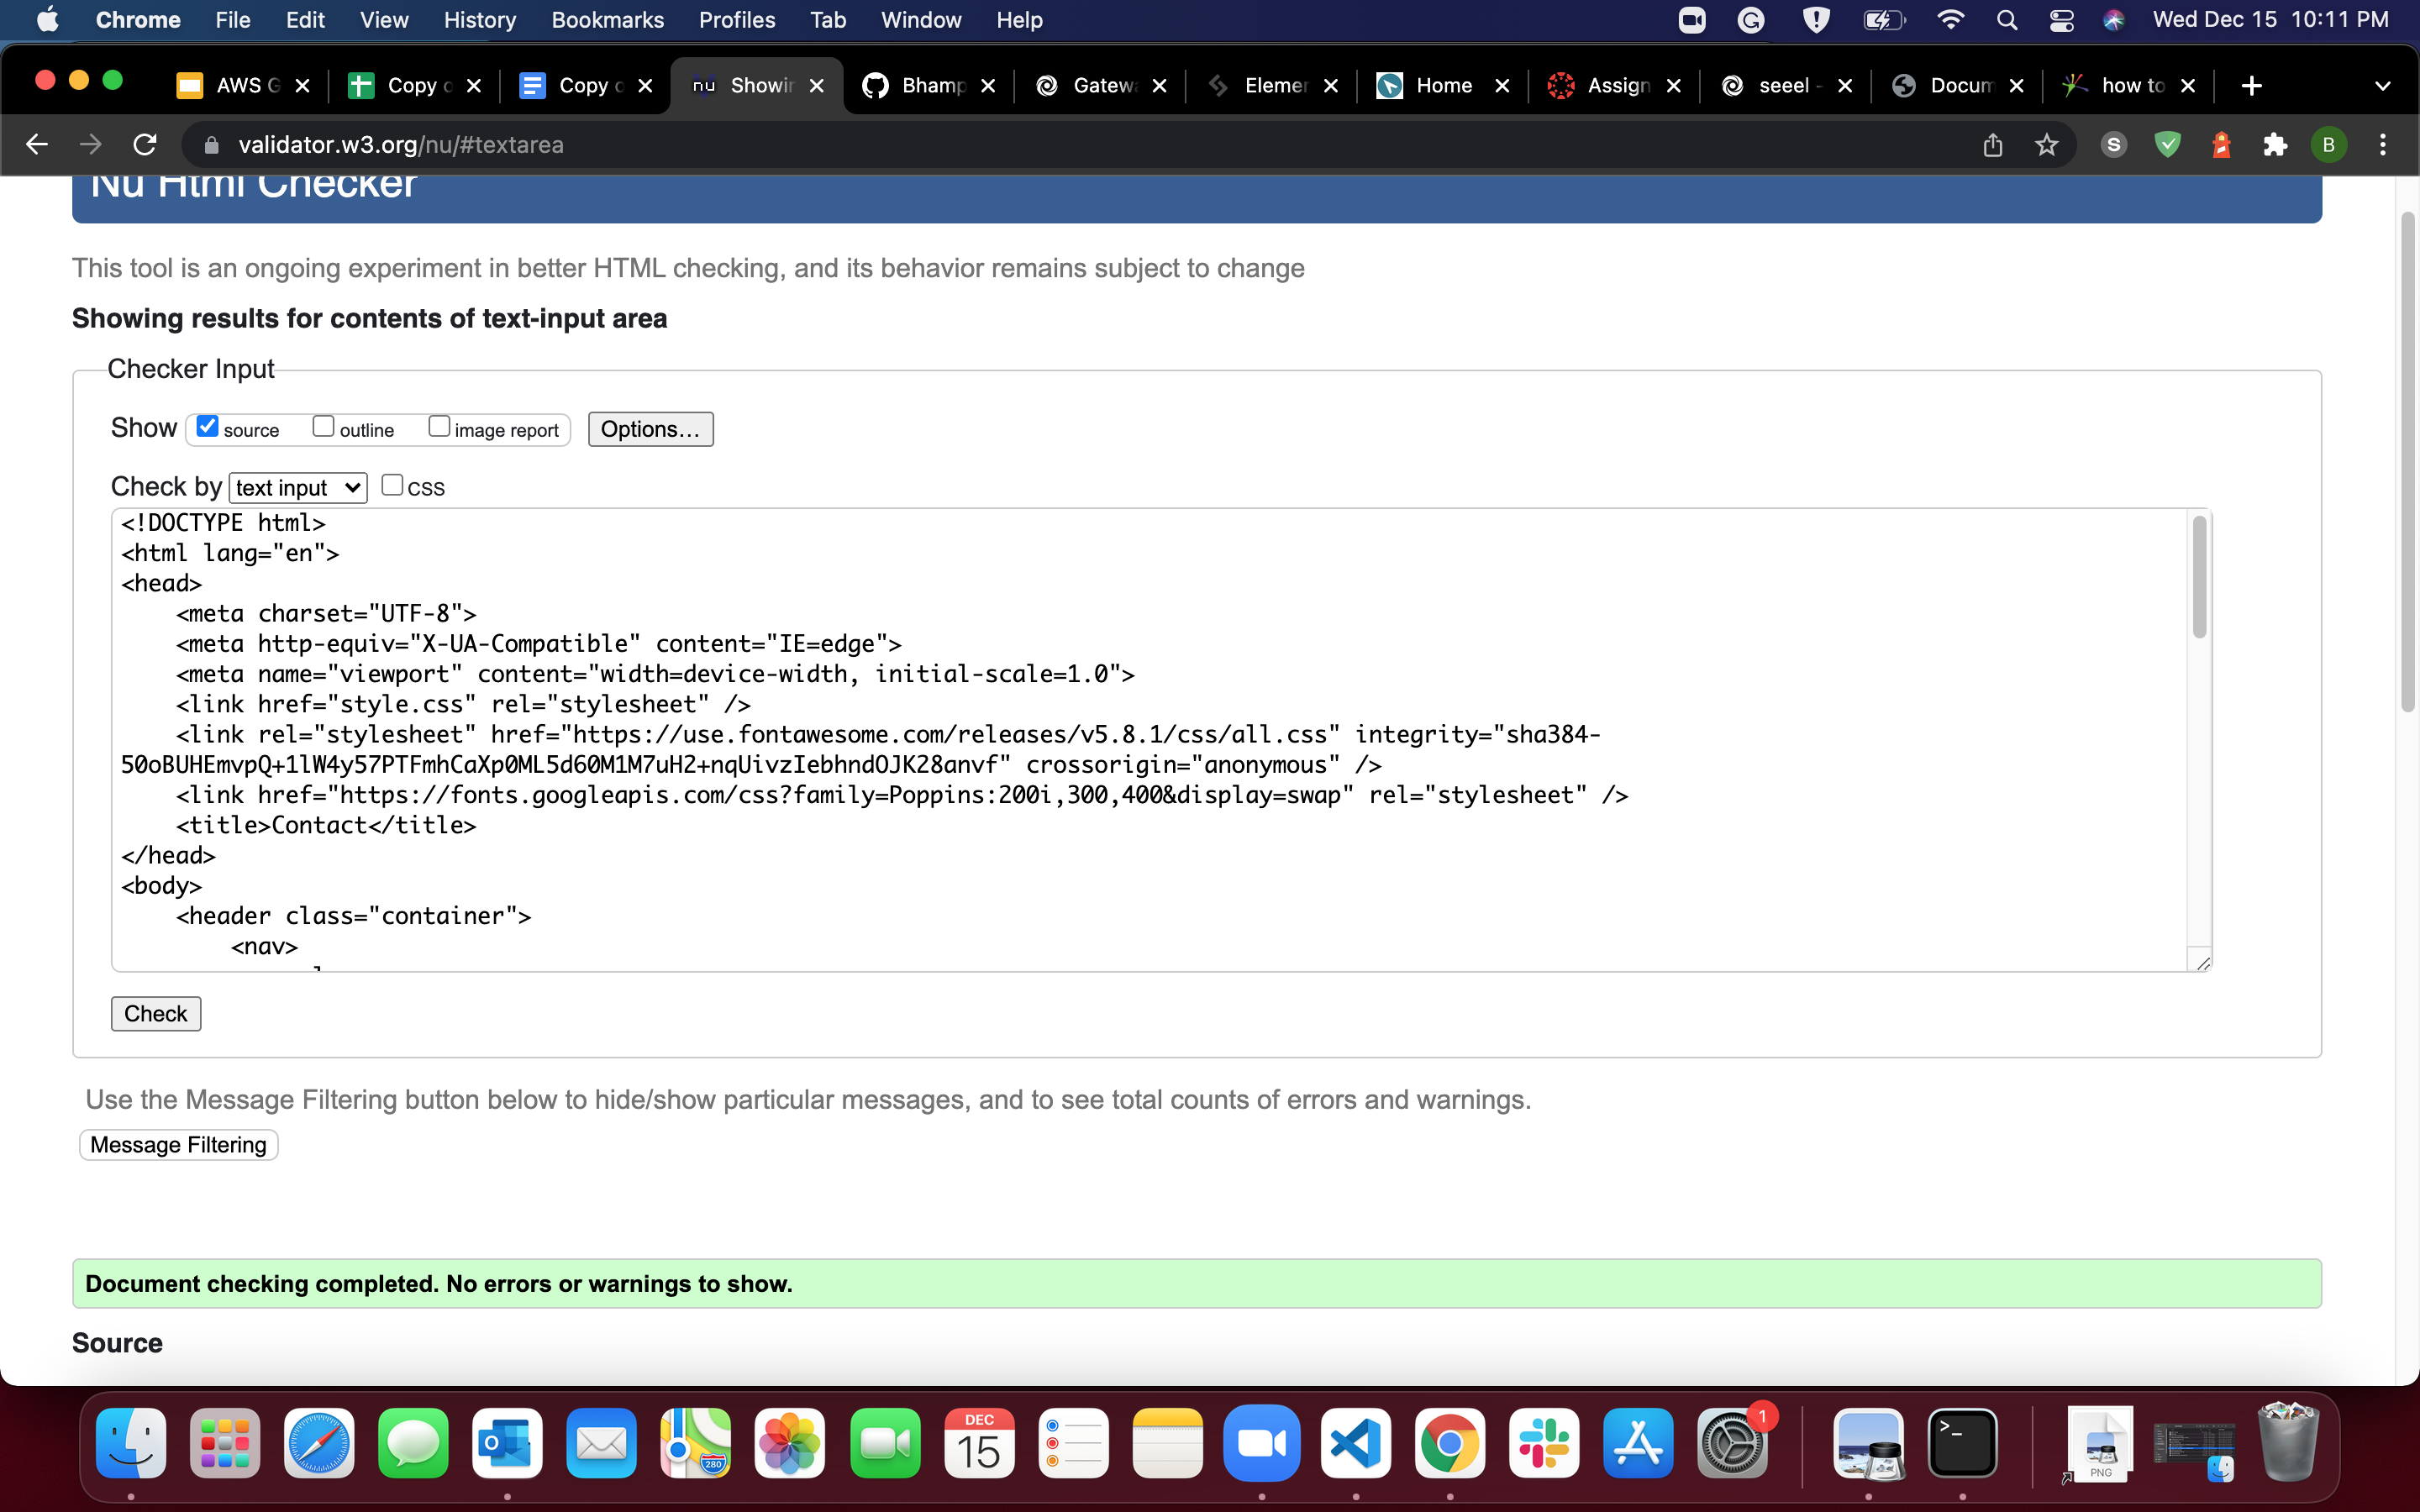 Chrome File Edit View History Bookmarks Profiles Tab Window Help Wed Dec 15 10:11 PM
AWS G Copy o Copy o nu Showin Bhamp Gatew Elemen Home Assign seeel - Docum how to
validator.w3.org/nu/#textarea S B
Nu Html Checker
This tool is an ongoing experiment in better HTML checking, and its behavior remains subject to change
Showing results for contents of text-input area
Checker Input
Show source outline image report Options...
Check by text input CSS
<!DOCTYPE html>
<html lang="en">
<head>
<meta charset="UTF-8">
<meta http-equiv="X-UA-Compatible" content="IE=edge">
<meta name="viewport" content="width=device-width, initial-scale=1.0">
<link href="style.css" rel="stylesheet" />
<link rel="stylesheet" href="https://use.fontawesome.com/releases/v5.8.1/css/all.css" integrity="sha384-
50oBUHEmvpQ+1lW4y57PTFmhCaXp0ML5d60M1M7uH2+nqUivzIebhndOJK28anvf" crossorigin="anonymous" />
<link href="https://fonts.googleapis.com/css?family=Poppins:200i,300,400&display=swap" rel="stylesheet" />
<title>Contact</title>
</head>
<body>
<header class="container">
<nav>
Check
Use the Message Filtering button below to hide/show particular messages, and to see total counts of errors and warnings.
Message Filtering
Document checking completed. No errors or warnings to show.
Source
280
DEC
15
1
PNG